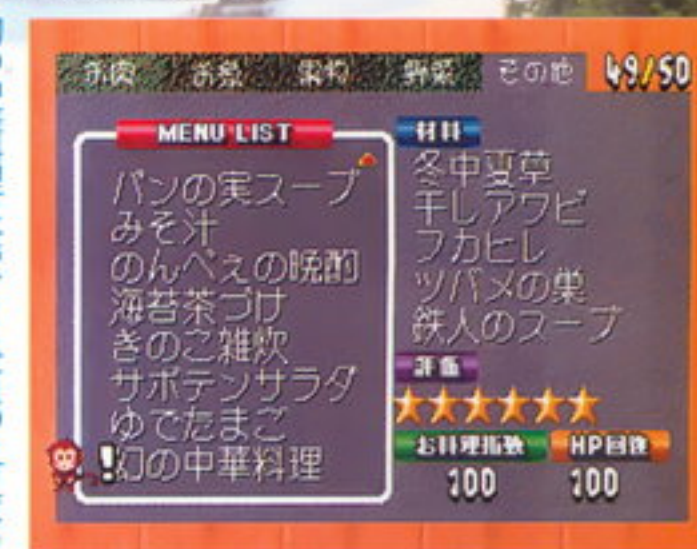 お肉 お魚 果物 野菜 その他 49/50
MENU LIST
パンの実スープ
みそ汁
のんべえの晩酌
海苔茶づけ
きのこ雑炊
サボテンサラダ
ゆでたまご
!幻の中華料理
材料
冬中夏草
干しアワビ
フカヒレ
ツバメの巣
鉄人のスープ
評価
お料理指数 HP回復
100 100